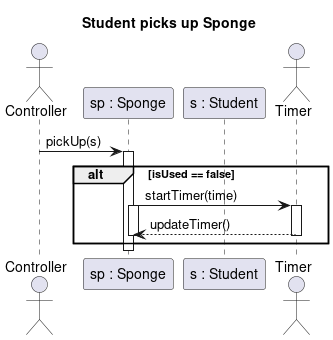 Student picks up Sponge
Controller
sp : Sponge
s : Student
Timer
pickUp(s)
alt
[isUsed == false]
startTimer(time)
updateTimer()
Controller
sp : Sponge
s : Student
Timer